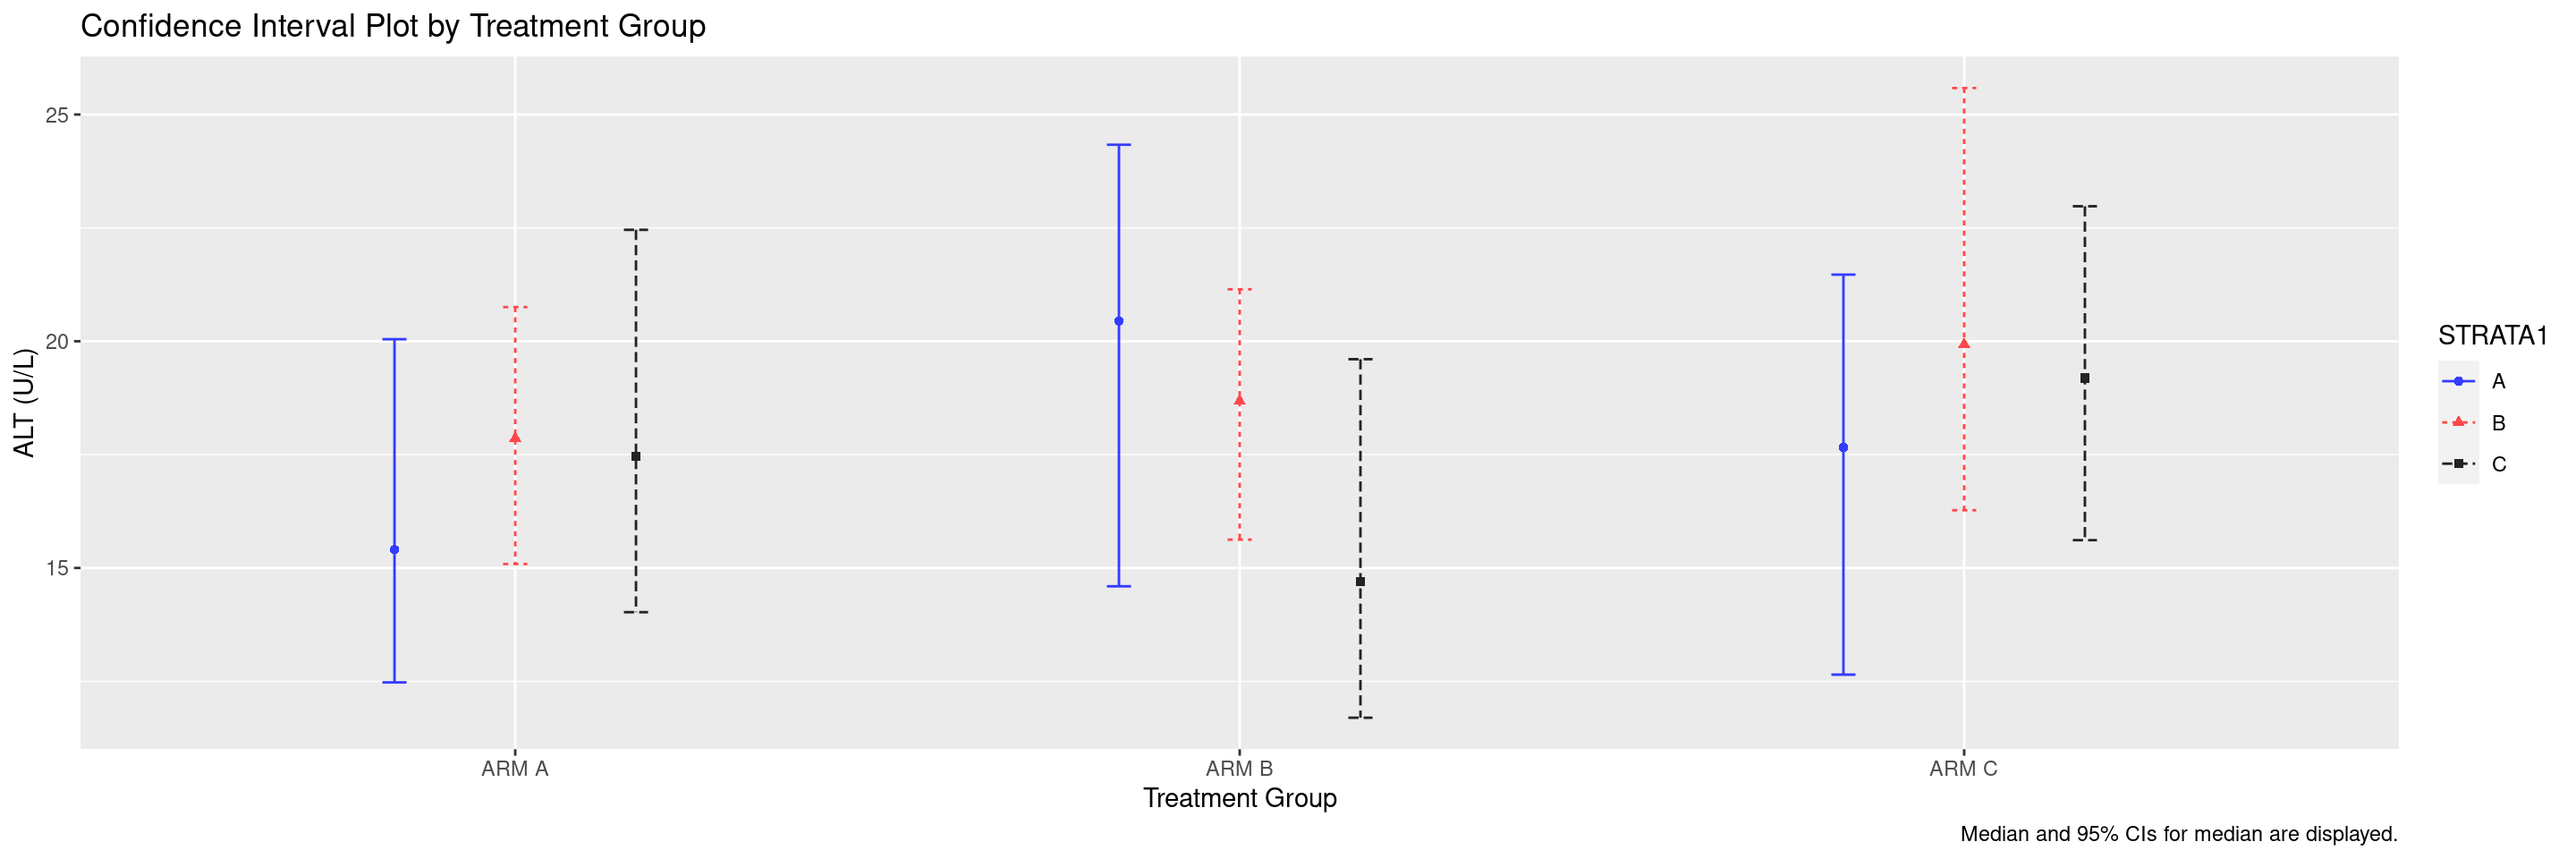 Confidence Interval Plot by Treatment Group
ALT (U/L)
25
20
15
ARM A
ARM B
ARM C
Treatment Group
STRATA1
A
B
C
Median and 95% CIs for median are displayed.